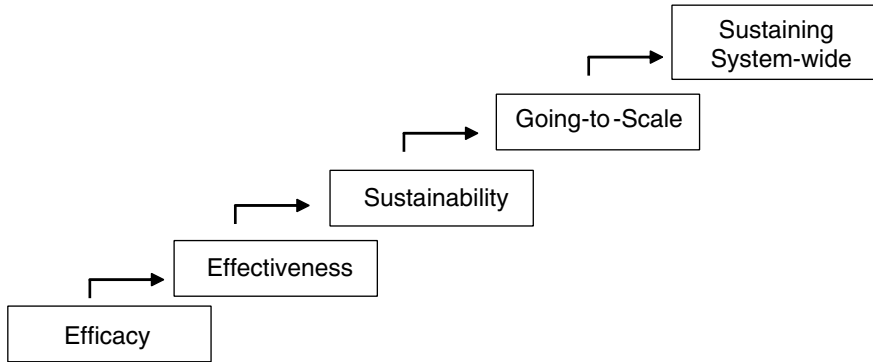 Sustaining
System-wide
Going-to-Scale
Sustainability
Effectiveness
Efficacy